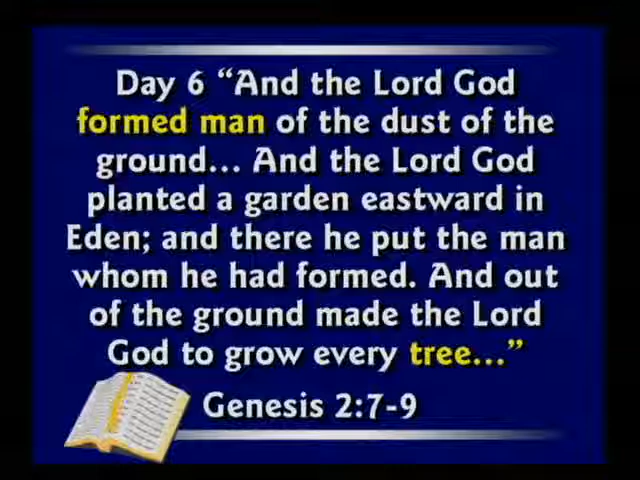 Day 6 “And the Lord God
formed man of the dust of the
ground... And the Lord God
planted a garden eastward in
Eden; and there he put the man
whom he had formed. And out
of the ground made the Lord
God to grow every tree...”
Genesis 2:7-9